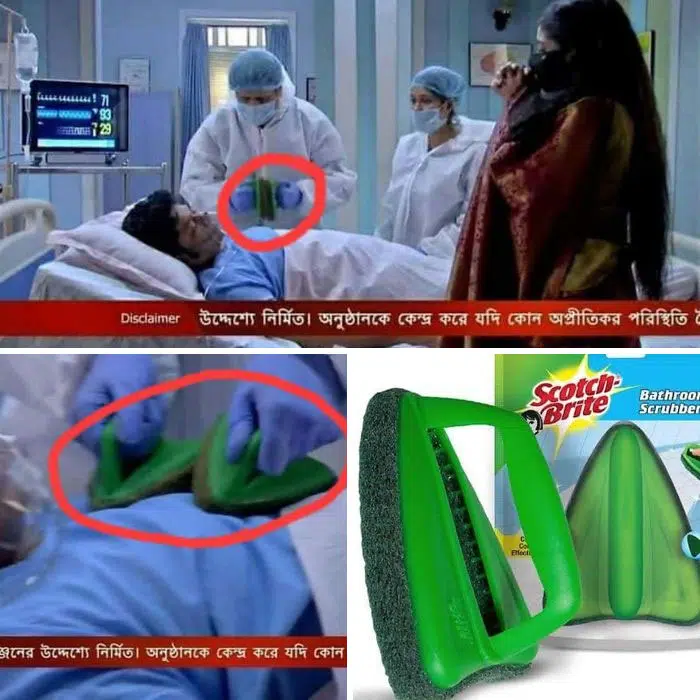 71
93
29
Disclaimer উদ্দেশ্যে নির্মিত। অনুষ্ঠানকে কেন্দ্র করে যদি কোন অপ্রীতিকর পরিস্থিতি
জনের উদ্দেশ্যে নির্মিত। অনুষ্ঠানকে কেন্দ্র করে যদি কোন
Scotch-
Brite
Bathroom
Scrubbe